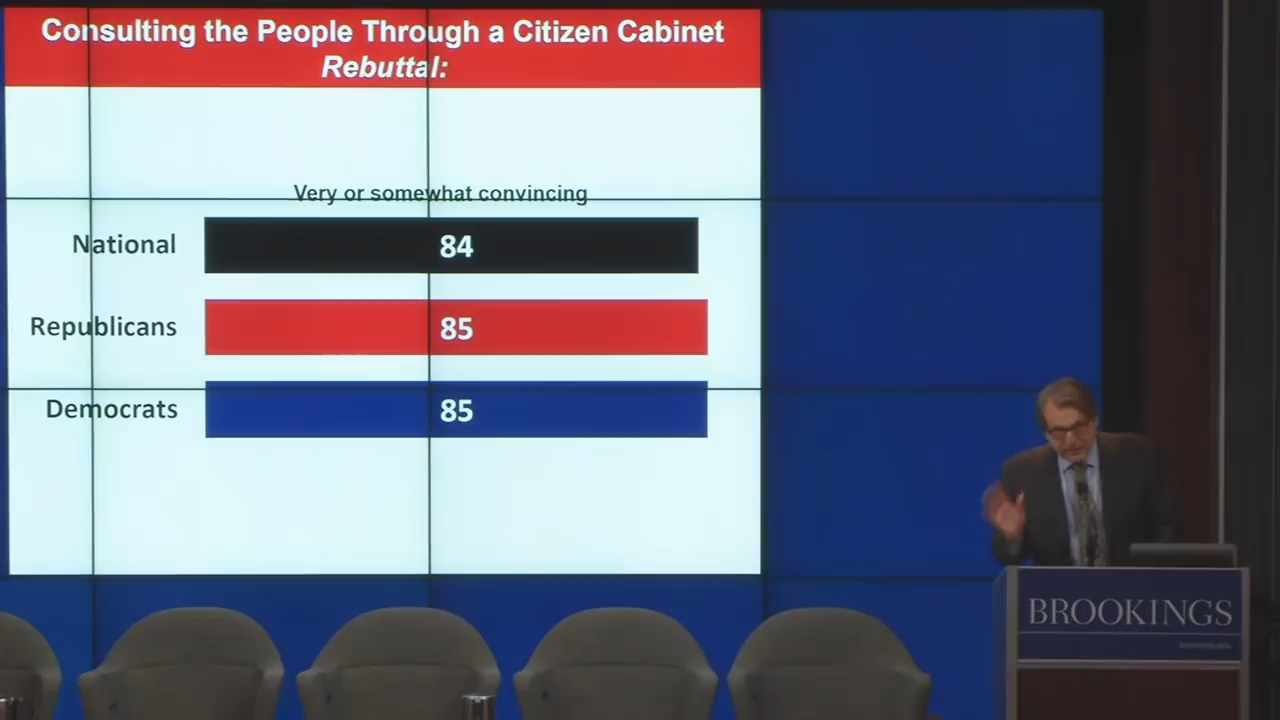 Consulting the People Through a Citizen Cabinet
Rebuttal:
Very or somewhat convincing
National
84
Republicans
85
Democrats
85
BROOKINGS